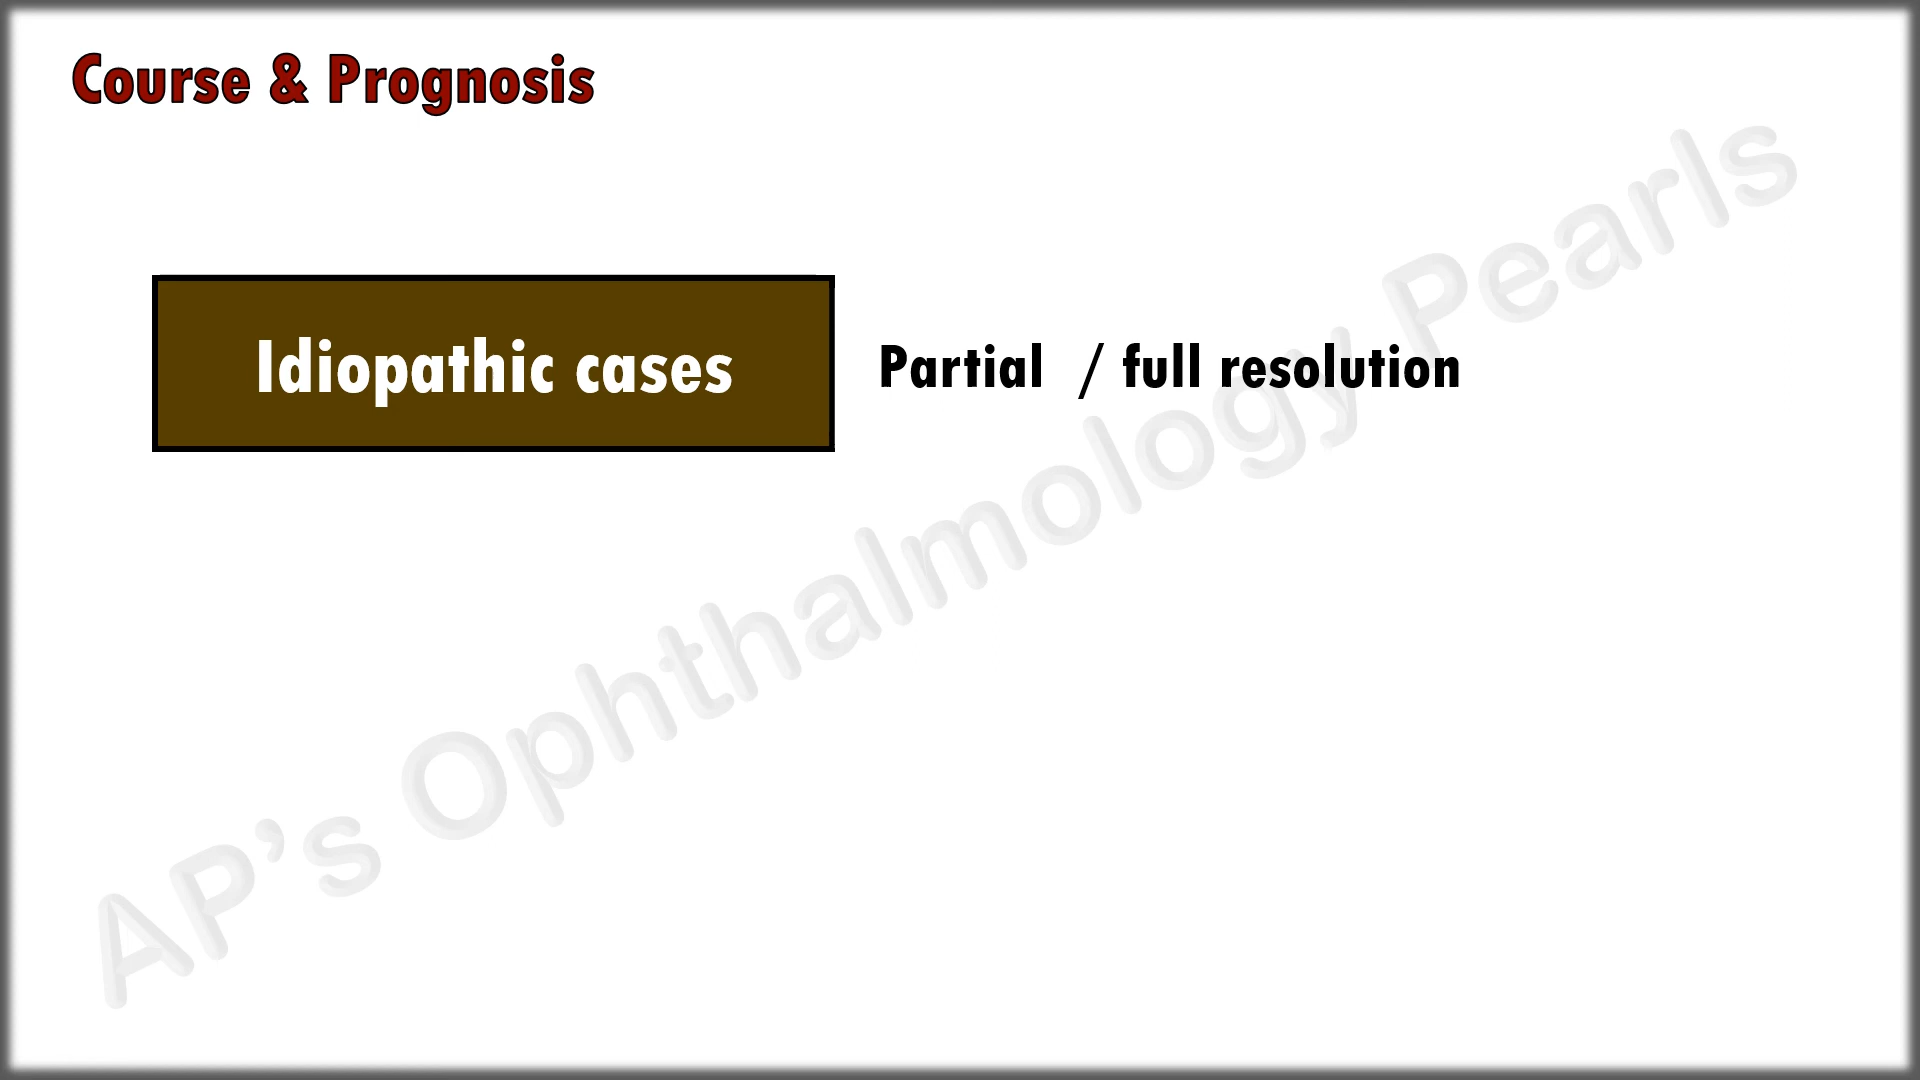 Course & Prognosis
Idiopathic cases
Partial / full resolution
AP's Ophthalmology Pearls